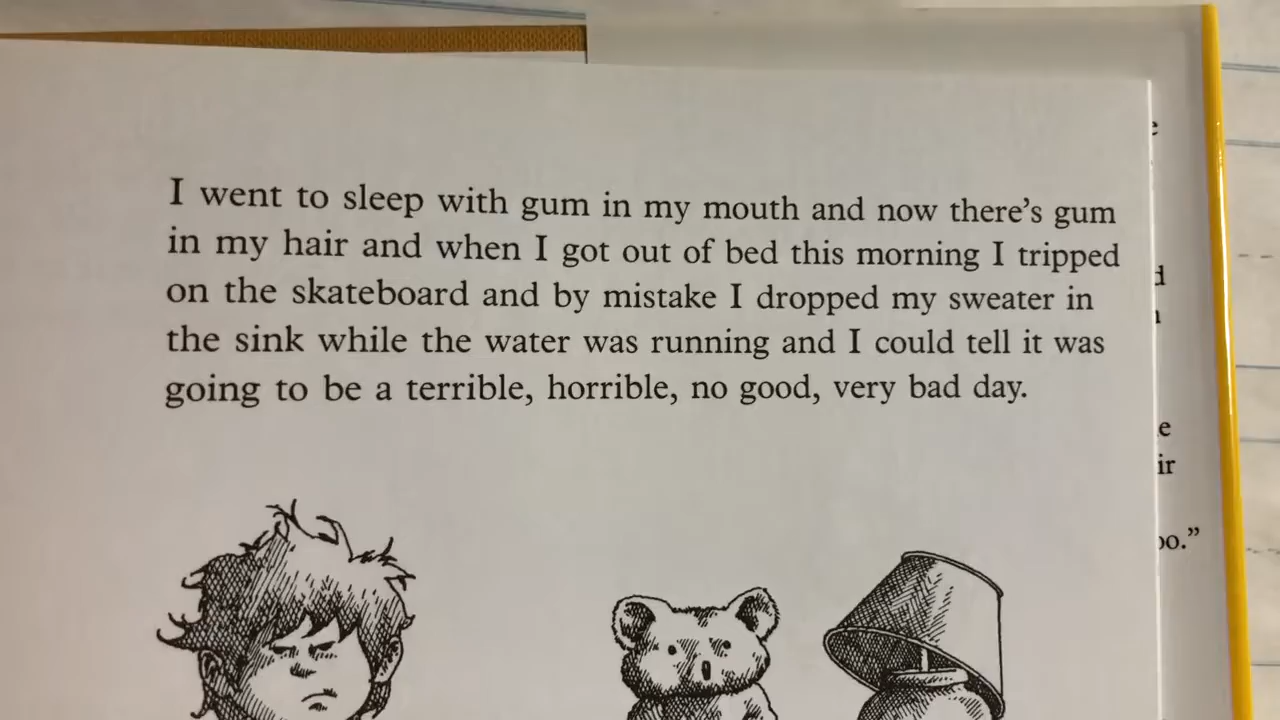 I went to sleep with gum in my mouth and now there's gum
in my hair and when I got out of bed this morning I tripped
on the skateboard and by mistake I dropped my sweater in
the sink while the water was running and I could tell it was
going to be a terrible, horrible, no good, very bad day.